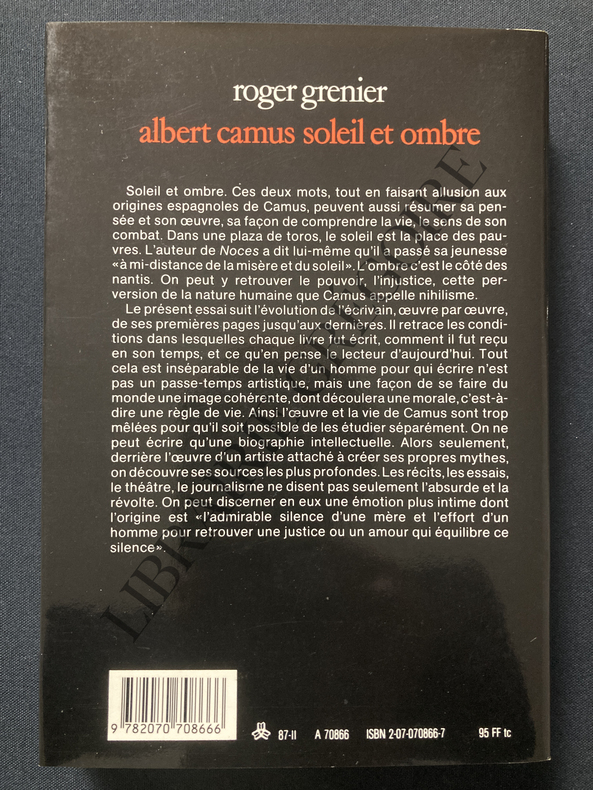 roger grenier
albert camus soleil et ombre
Soleil et ombre. Ces deux mots, tout en faisant allusion aux
origines espagnoles de Camus, peuvent aussi résumer sa pen-
sée et son œuvre, sa façon de comprendre la vie, le sens de son
combat. Dans une plaza de toros, le soleil est la place des pau-
vres. L'auteur de Noces a dit lui-même qu'il a passé sa jeunesse
«à mi-distance de la misère et du soleil». L'ombre c'est le côté des
nantis. On peut y retrouver le pouvoir, l'injustice, cette per-
version de la nature humaine que Camus appelle nihilisme.
Le présent essai suit l'évolution de l'écrivain, œuvre par œuvre,
de ses premières pages jusqu'aux dernières. Il retrace les condi-
tions dans lesquelles chaque livre fut écrit, comment il fut reçu
en son temps, et ce qu'en pense le lecteur d'aujourd'hui. Tout
cela est inséparable de la vie d'un homme pour qui écrire n'est
pas un passe-temps artistique, mais une façon de se faire du
monde une image cohérente, dont découlera une morale, c'est-à-
dire une règle de vie. Ainsi l'œuvre et la vie de Camus sont trop
mêlées pour qu'il soit possible de les étudier séparément. On ne
peut écrire qu'une biographie intellectuelle. Alors seulement,
derrière l'œuvre d'un artiste attaché à créer ses propres mythes,
on découvre ses sources les plus profondes. Les récits, les essais,
le théâtre, le journalisme ne disent pas seulement l'absurde et la
révolte. On peut discerner en eux une émotion plus intime dont
l'origine est «l'admirable silence d'une mère et l'effort d'un
homme pour retrouver une justice ou un amour qui équilibre ce
silence».
LIBRAIRIE GREGOIRE
9 782070 708666
87-II A 70866 ISBN 2-07-070866-7 95 FF tc